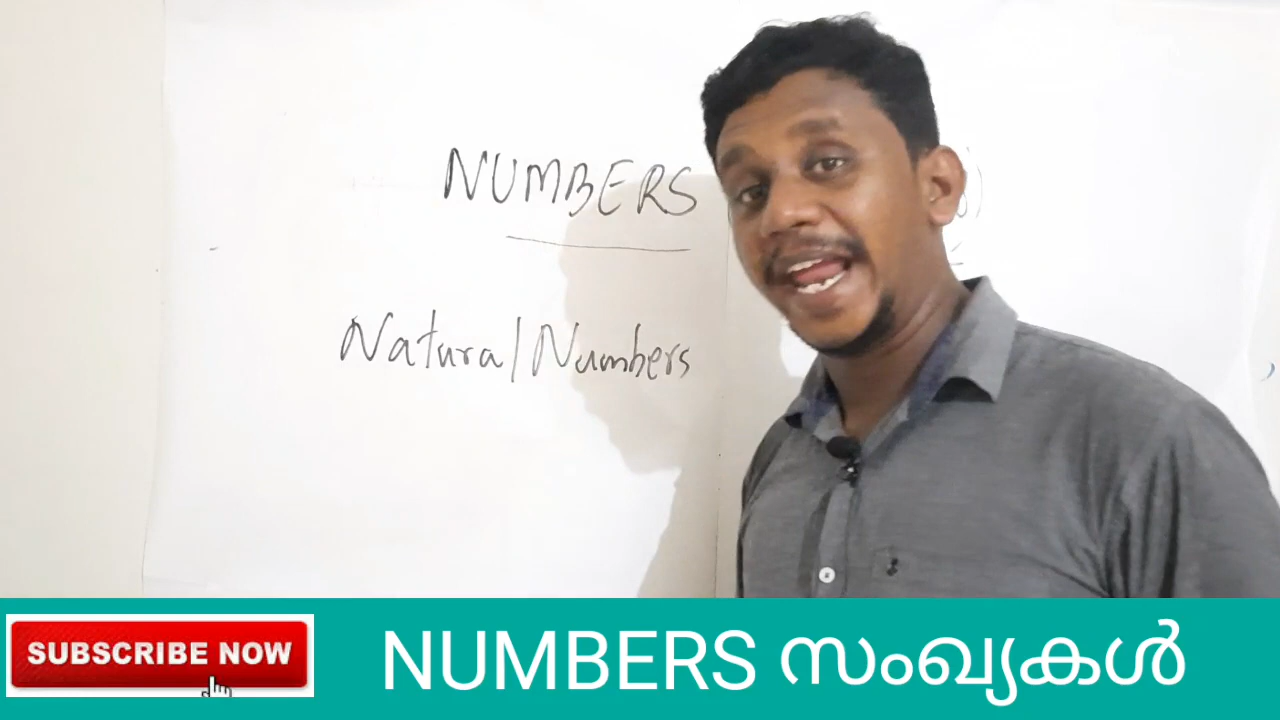 NUMBERS
Natural Numbers
SUBSCRIBE NOW
NUMBERS സംഖ്യകൾ